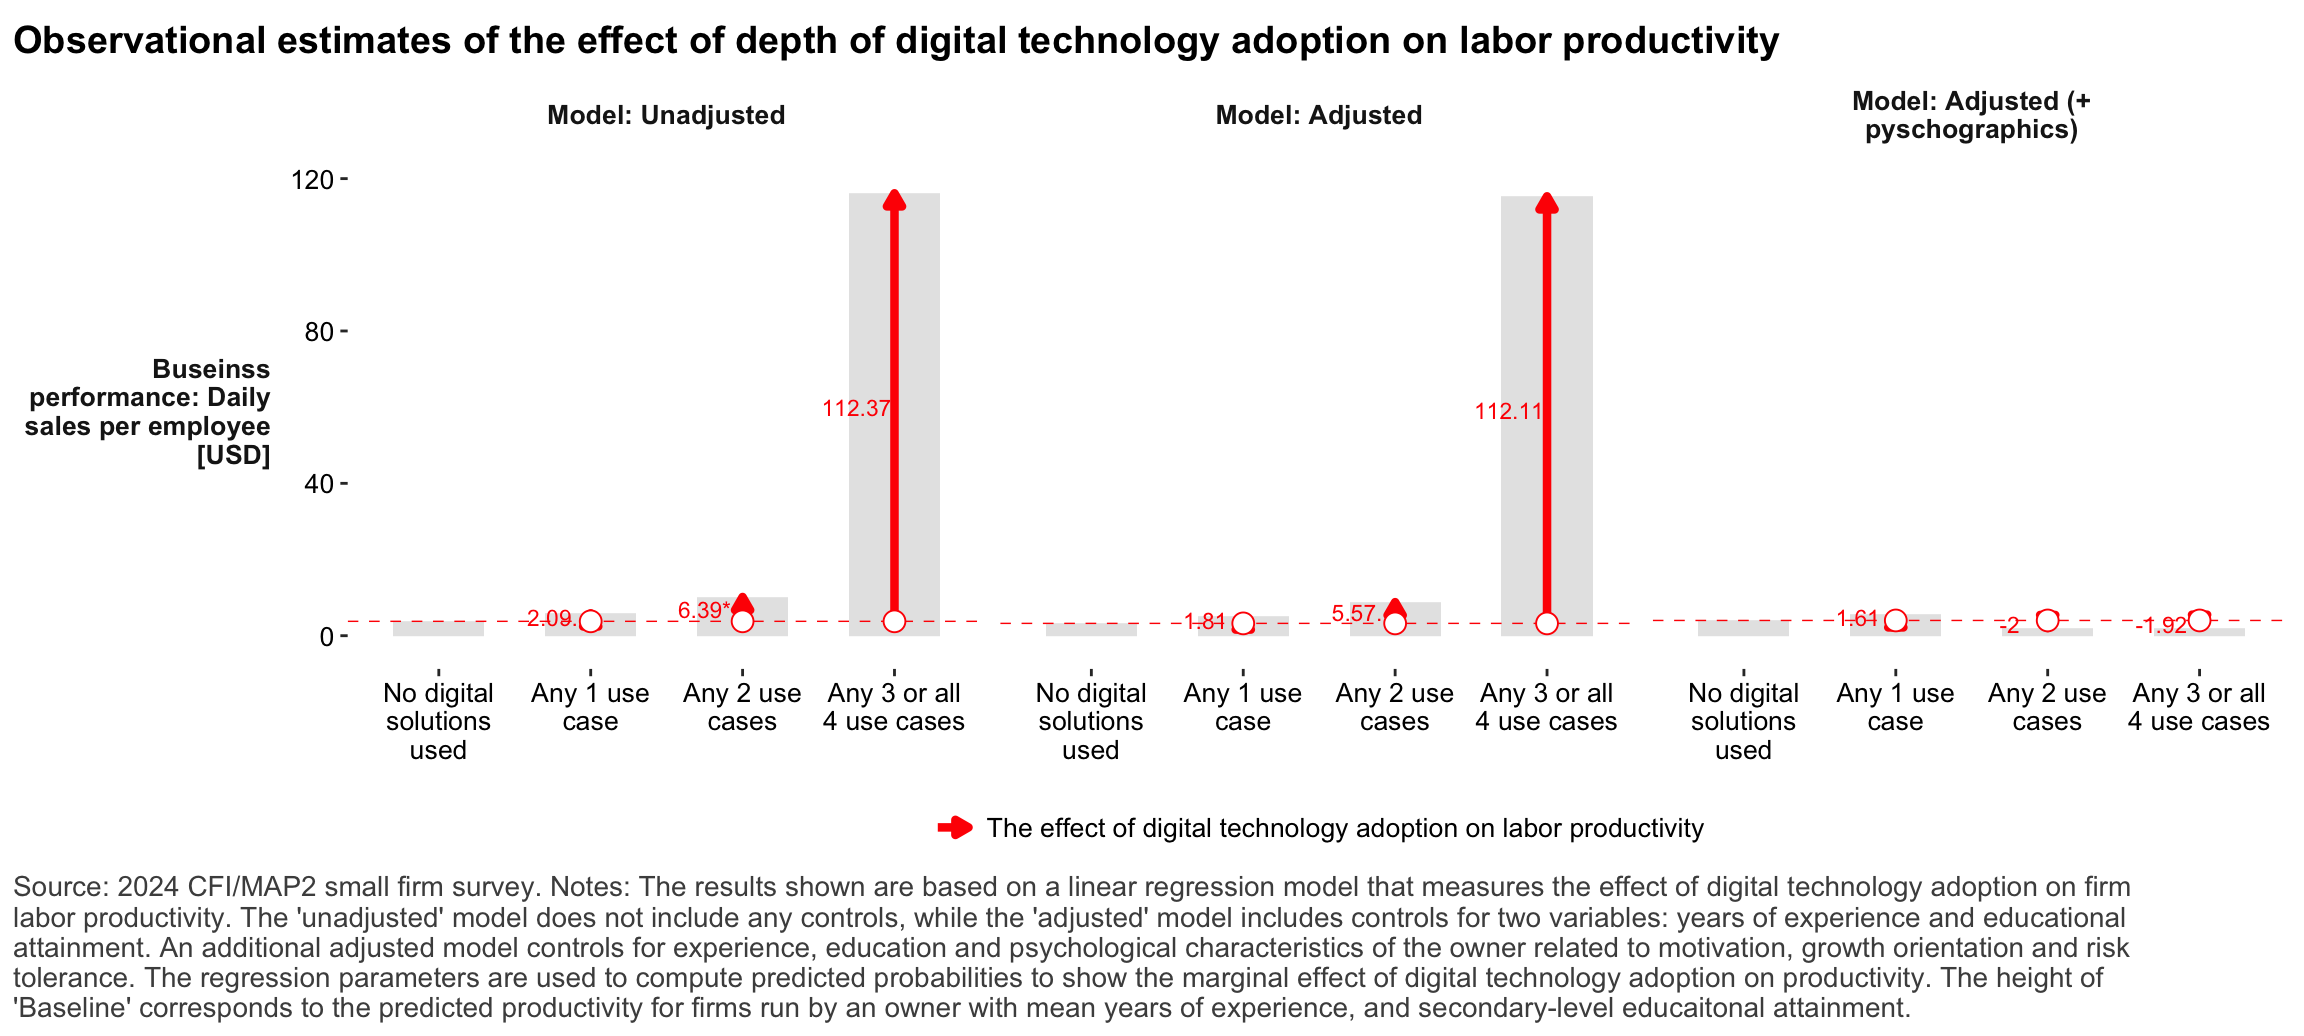 Observational estimates of the effect of depth of digital technology adoption on labor productivity
Model: Unadjusted
Model: Adjusted
Model: Adjusted (+
pyschographics)
Buseinss
performance: Daily
sales per employee
[USD]
120
80
40
0
2.09.
6.39*
112.37
1.81
5.57.
112.11
1.61
-2
-1.92
No digital
solutions
used
Any 1 use
case
Any 2 use
cases
Any 3 or all
4 use cases
No digital
solutions
used
Any 1 use
case
Any 2 use
cases
Any 3 or all
4 use cases
No digital
solutions
used
Any 1 use
case
Any 2 use
cases
Any 3 or all
4 use cases
The effect of digital technology adoption on labor productivity
Source: 2024 CFI/MAP2 small firm survey. Notes: The results shown are based on a linear regression model that measures the effect of digital technology adoption on firm
labor productivity. The 'unadjusted' model does not include any controls, while the 'adjusted' model includes controls for two variables: years of experience and educational
attainment. An additional adjusted model controls for experience, education and psychological characteristics of the owner related to motivation, growth orientation and risk
tolerance. The regression parameters are used to compute predicted probabilities to show the marginal effect of digital technology adoption on productivity. The height of
'Baseline' corresponds to the predicted productivity for firms run by an owner with mean years of experience, and secondary-level educaitonal attainment.